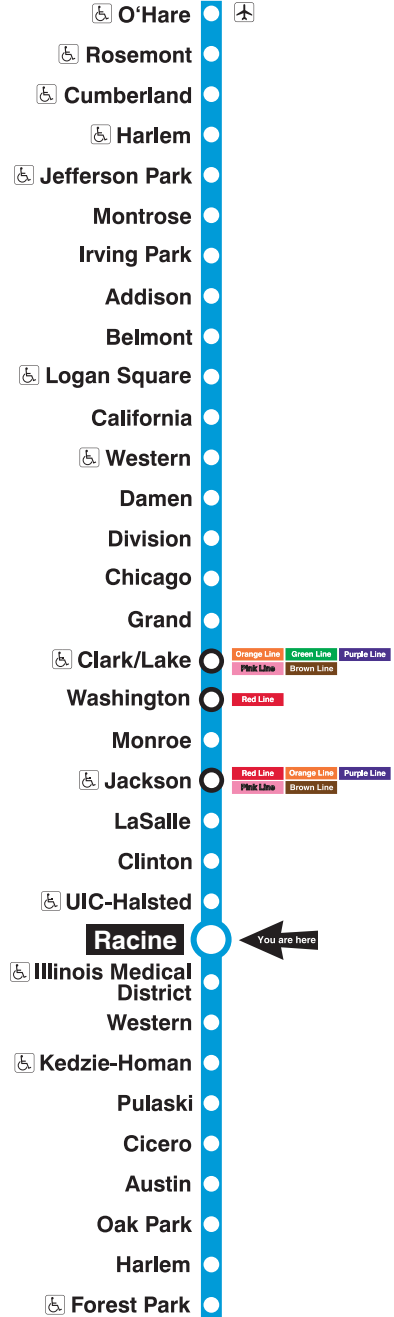 O'Hare
Rosemont
Cumberland
Harlem
Jefferson Park
Montrose
Irving Park
Addison
Belmont
Logan Square
California
Western
Damen
Division
Chicago
Grand
Clark/Lake Orange Line Green Line Purple Line
Pink Line Brown Line
Washington Red Line
Monroe
Jackson Red Line Orange Line Purple Line
Pink Line Brown Line
LaSalle
Clinton
UIC-Halsted
Racine You are here
Illinois Medical
District
Western
Kedzie-Homan
Pulaski
Cicero
Austin
Oak Park
Harlem
Forest Park